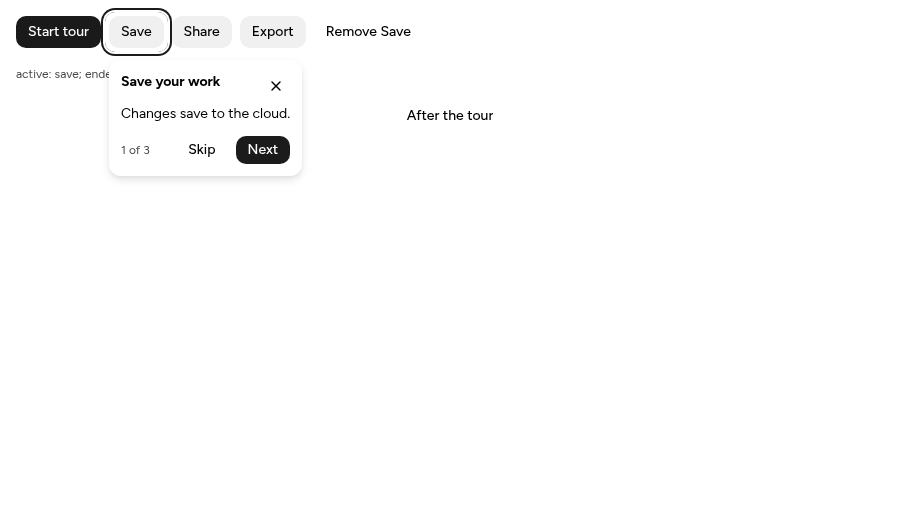 Start tour Save Share Export Remove Save
active: save; ende
Save your work
Changes save to the cloud.
1 of 3 Skip Next
After the tour